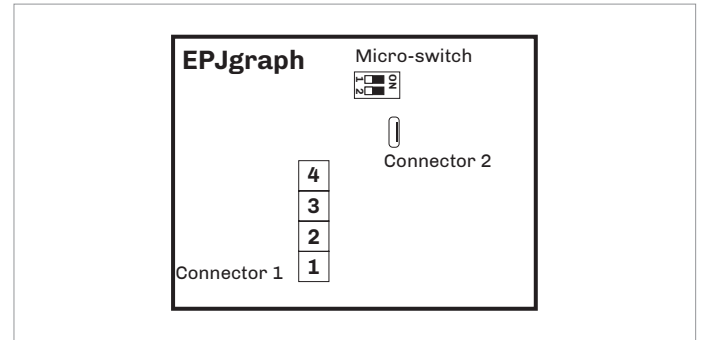 EPJgraph
Micro-switch
1 2 ON
Connector 2
4
3
2
1
Connector 1